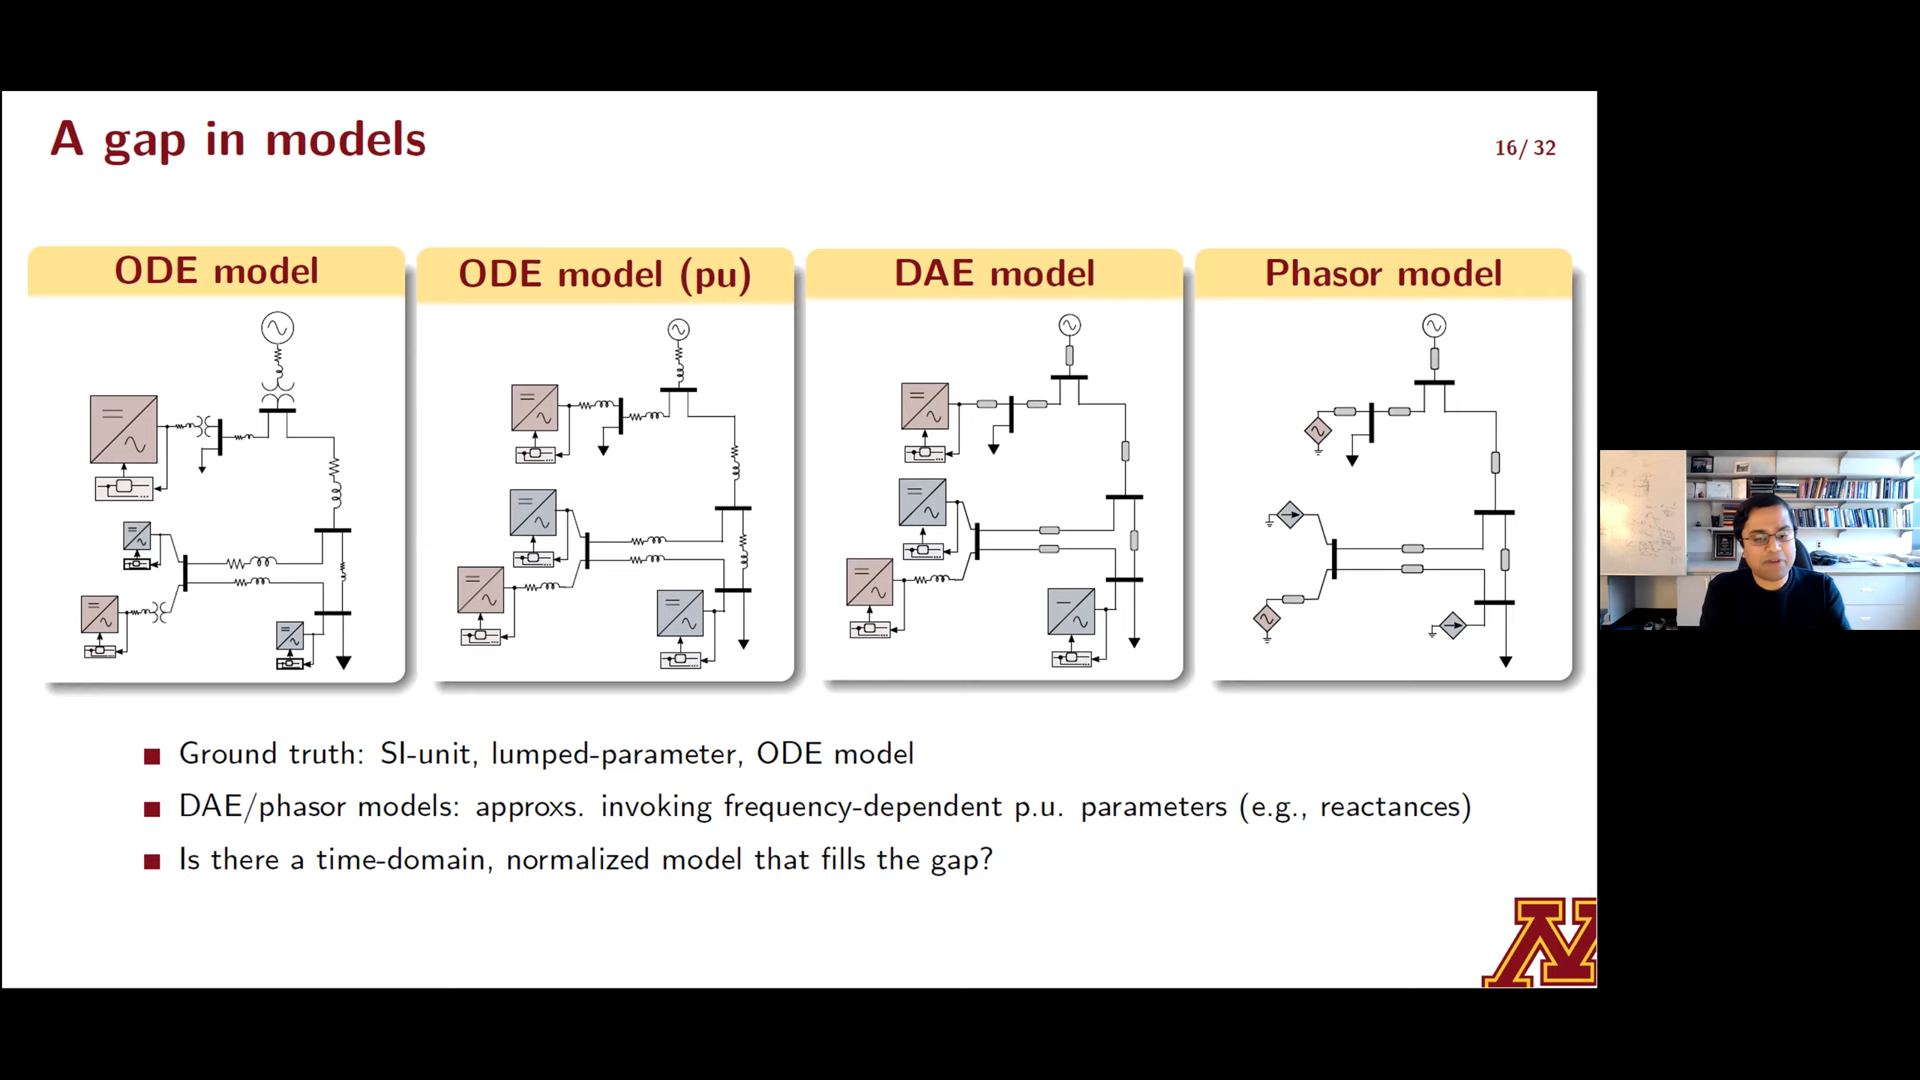 A gap in models
16/ 32
ODE model
ODE model (pu)
DAE model
Phasor model
Ground truth: SI-unit, lumped-parameter, ODE model
DAE/phasor models: approxs. invoking frequency-dependent p.u. parameters (e.g., reactances)
Is there a time-domain, normalized model that fills the gap?